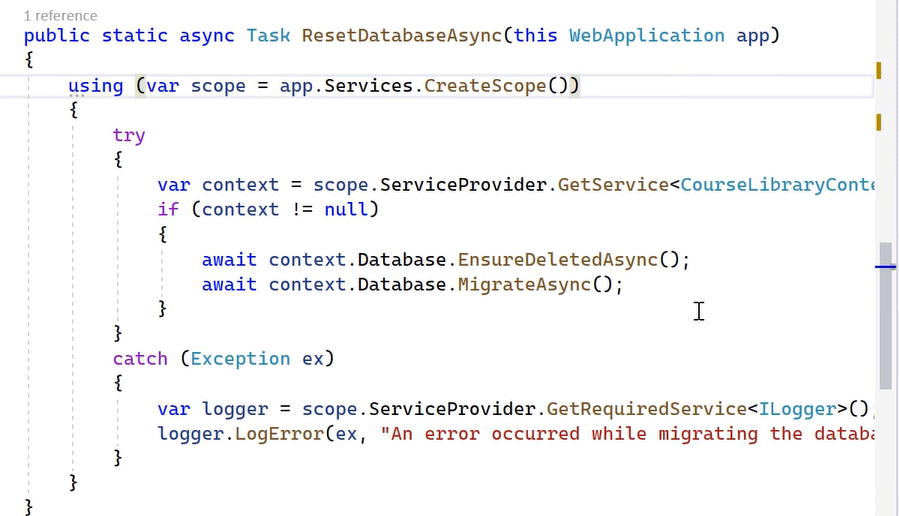 1 reference
public static async Task ResetDatabaseAsync(this WebApplication app)
{
using (var scope = app.Services.CreateScope())
{
try
{
var context = scope.ServiceProvider.GetService<CourseLibraryConte
if (context != null)
{
await context.Database.EnsureDeletedAsync();
await context.Database.MigrateAsync();
}
}
catch (Exception ex)
{
var logger = scope.ServiceProvider.GetRequiredService<ILogger>();
logger.LogError(ex, "An error occurred while migrating the databa
}
}
}